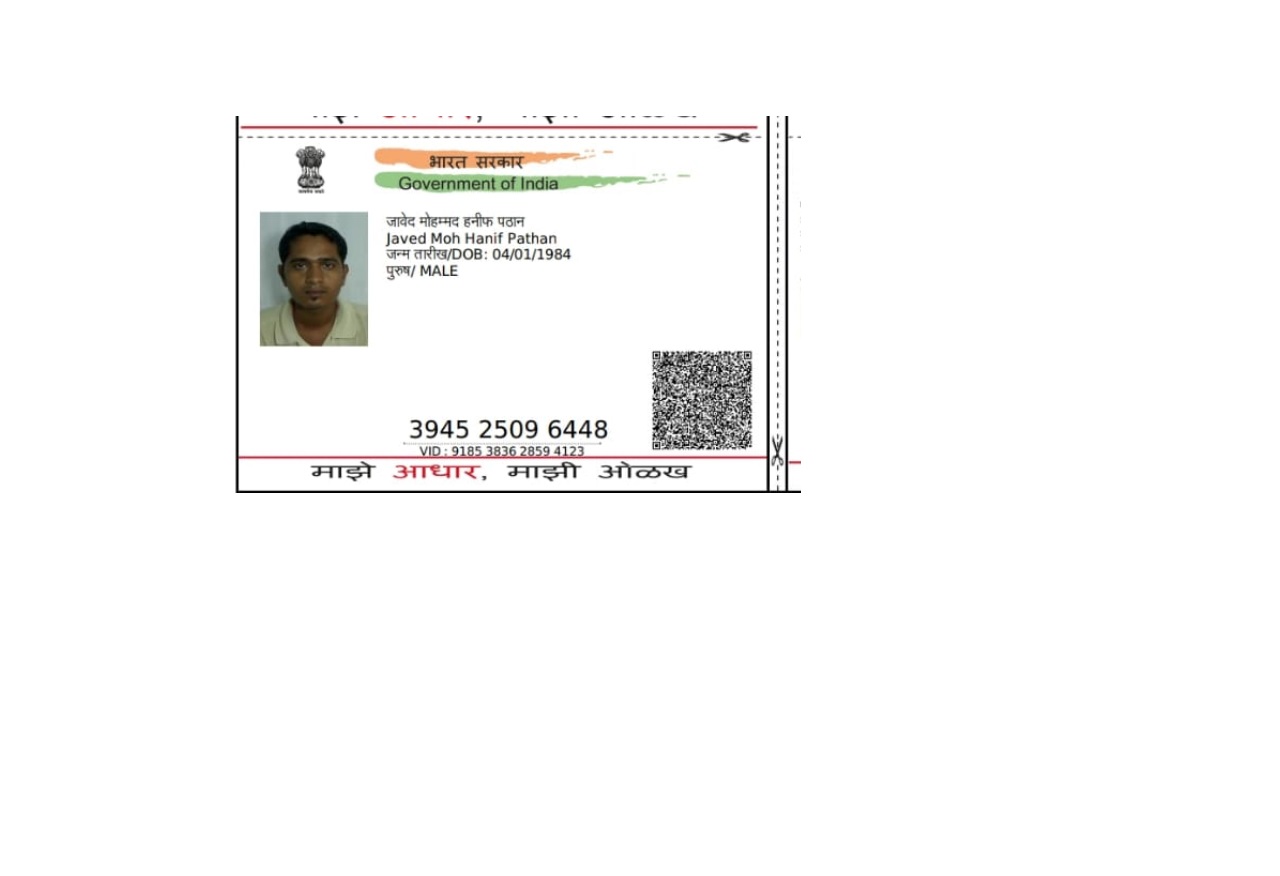 भारत सरकार
Government of India
जावेद मोहम्मद हनीफ पठान
Javed Moh Hanif Pathan
जन्म तारीख/DOB: 04/01/1984
पुरुष/ MALE
3945 2509 6448
VID : 9185 3836 2859 4123
माझे आधार, माझी ओळख